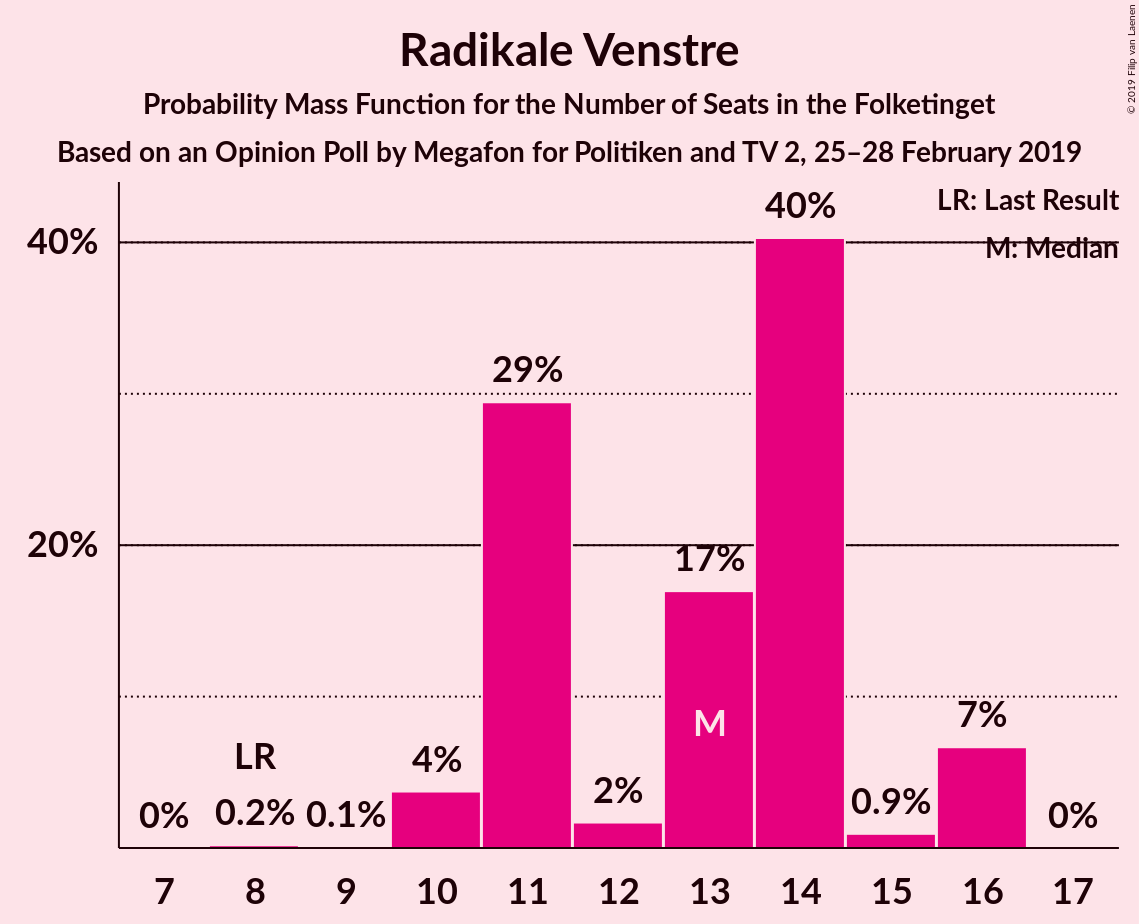 Radikale Venstre
Probability Mass Function for the Number of Seats in the Folketinget
Based on an Opinion Poll by Megafon for Politiken and TV 2, 25–28 February 2019
© 2019 Filip van Laenen
LR: Last Result
M: Median
40%
20%
0%
LR
0.2%
0.1%
4%
29%
2%
17%
M
40%
0.9%
7%
0%
7 8 9 10 11 12 13 14 15 16 17